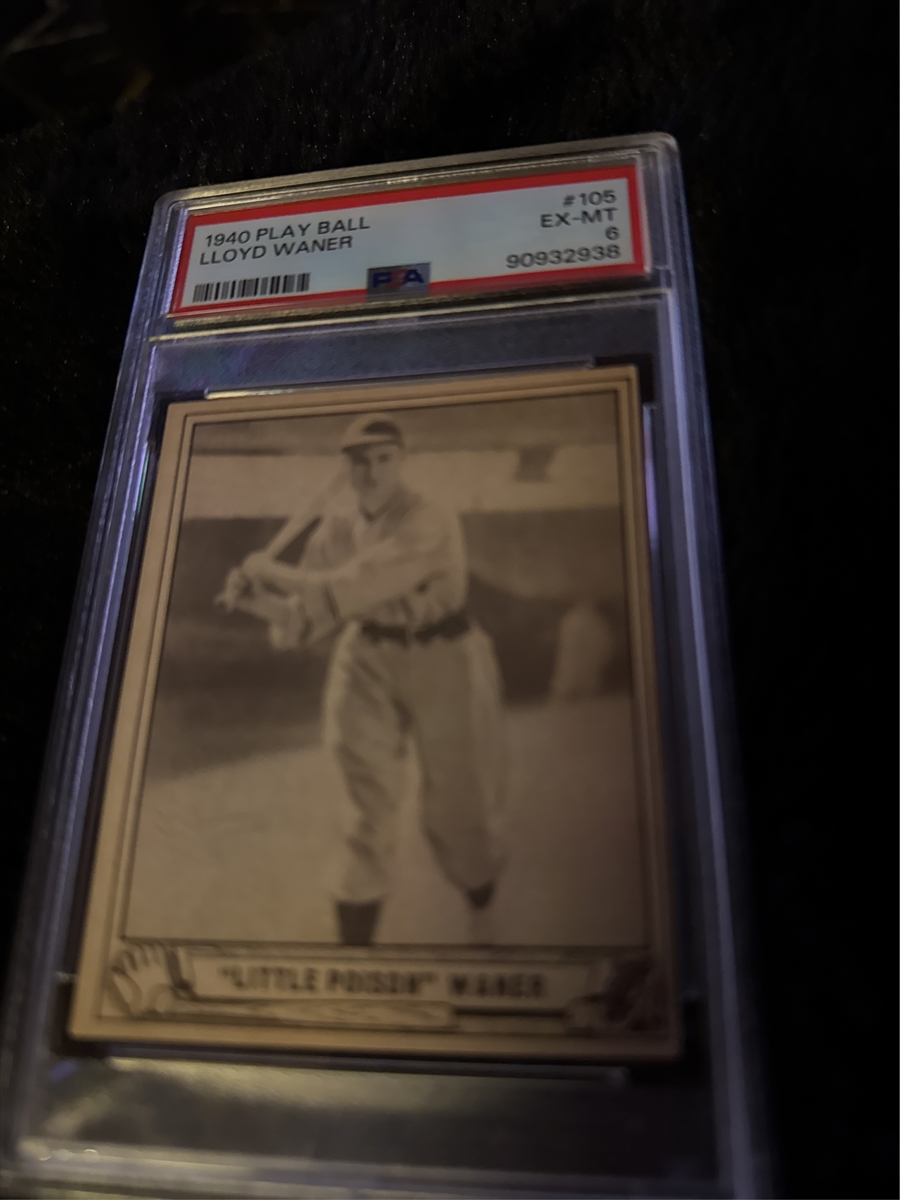 1940 PLAY BALL
LLOYD WANER
#105
EX-MT
6
90932938
PSA
"LITTLE POISON" WANER